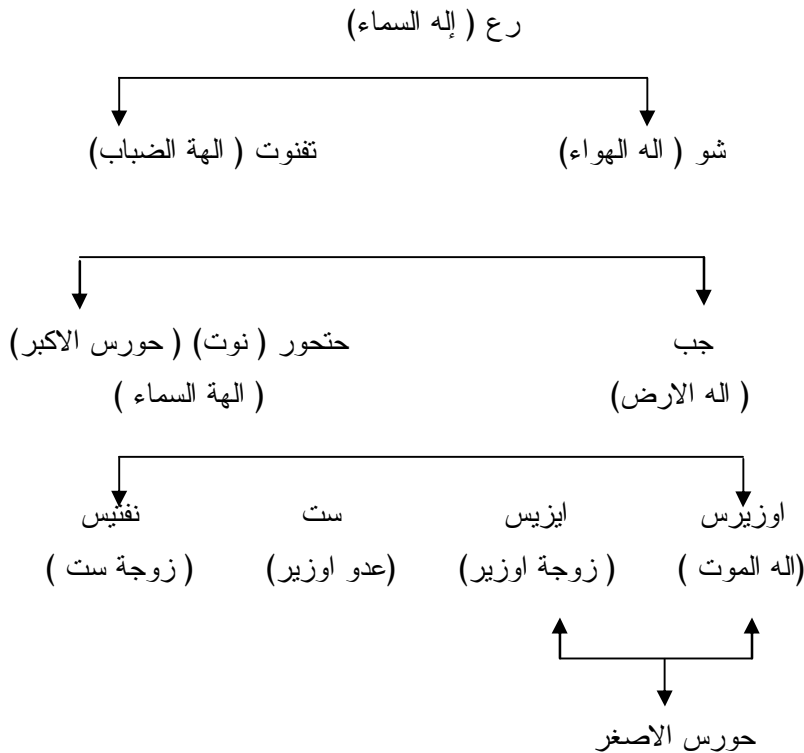 رع ( إله السماء)
شو ( اله الهواء) تفنوت ( الهة الضباب)
جب حتحور ( نوت) ( حورس الاكبر)
( اله الارض) ( الهة السماء )
اوزيرس ايزيس ست نفتيس
(اله الموت ) ( زوجة اوزير) (عدو اوزير) ( زوجة ست )
حورس الاصغر